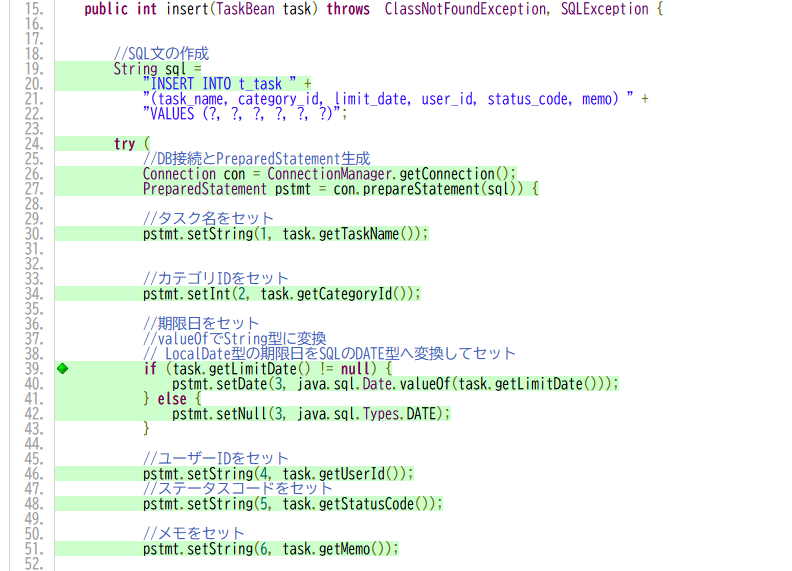 15. public int insert(TaskBean task) throws  ClassNotFoundException, SQLException {
16.
17.
18. //SQL文の作成
19. String sql =
20. "INSERT INTO t_task " +
21. "(task_name, category_id, limit_date, user_id, status_code, memo) " +
22. "VALUES (?, ?, ?, ?, ?, ?)";
23.
24. try (
25. //DB接続とPreparedStatement生成
26. Connection con = ConnectionManager.getConnection();
27. PreparedStatement pstmt = con.prepareStatement(sql)) {
28.
29. //タスク名をセット
30. pstmt.setString(1, task.getTaskName());
31.
32.
33. //カテゴリIDをセット
34. pstmt.setInt(2, task.getCategoryId());
35.
36. //期限日をセット
37. //valueOfでString型に変換
38. // LocalDate型の期限日をSQLのDATE型へ変換してセット
39. if (task.getLimitDate() != null) {
40. pstmt.setDate(3, java.sql.Date.valueOf(task.getLimitDate()));
41. } else {
42. pstmt.setNull(3, java.sql.Types.DATE);
43. }
44.
45. //ユーザーIDをセット
46. pstmt.setString(4, task.getUserId());
47. //ステータスコードをセット
48. pstmt.setString(5, task.getStatusCode());
49.
50. //メモをセット
51. pstmt.setString(6, task.getMemo());
52.